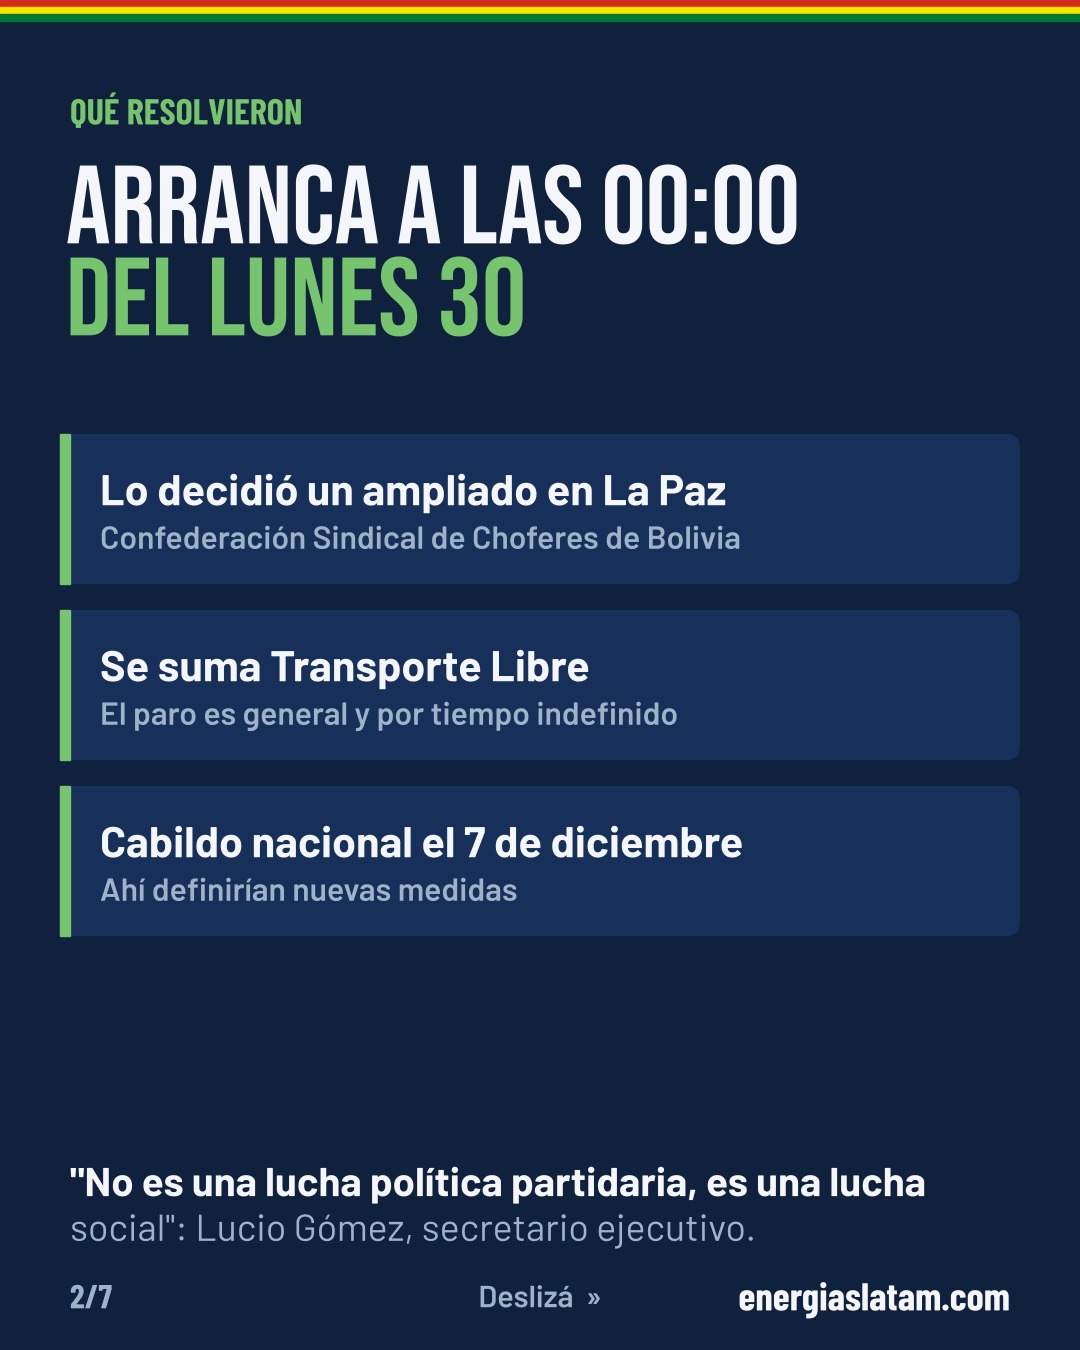 QUÉ RESOLVIERON
ARRANCA A LAS 00:00
DEL LUNES 30
Lo decidió un ampliado en La Paz
Confederación Sindical de Choferes de Bolivia
Se suma Transporte Libre
El paro es general y por tiempo indefinido
Cabildo nacional el 7 de diciembre
Ahí definirían nuevas medidas
"No es una lucha política partidaria, es una lucha
social": Lucio Gómez, secretario ejecutivo.
2/7
Deslizá »
energiaslatam.com